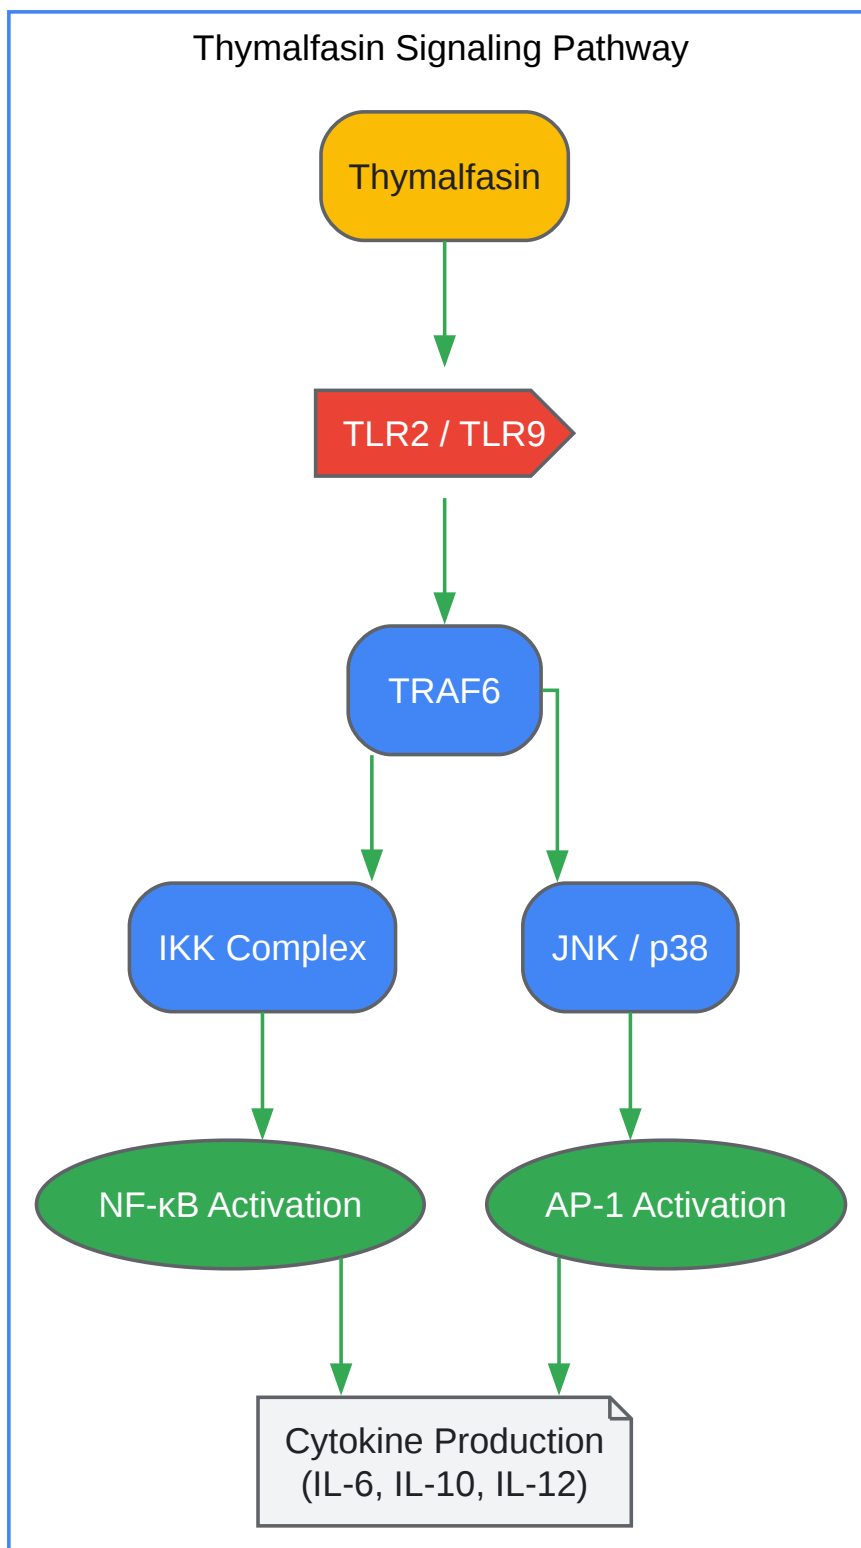 Thymalfasin Signaling Pathway
Thymalfasin
TLR2 / TLR9
TRAF6
IKK Complex
JNK / p38
NF-κB Activation
AP-1 Activation
Cytokine Production
(IL-6, IL-10, IL-12)